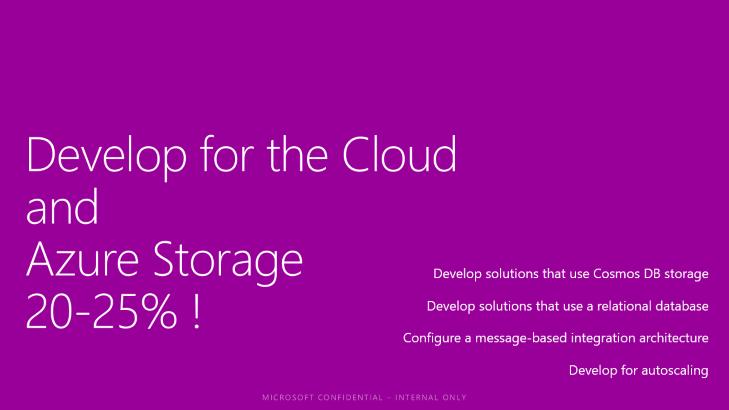 Develop for the Cloud
and
Azure Storage
20-25% !
Develop solutions that use Cosmos DB storage
Develop solutions that use a relational database
Configure a message-based integration architecture
Develop for autoscaling
MICROSOFT CONFIDENTIAL – INTERNAL ONLY